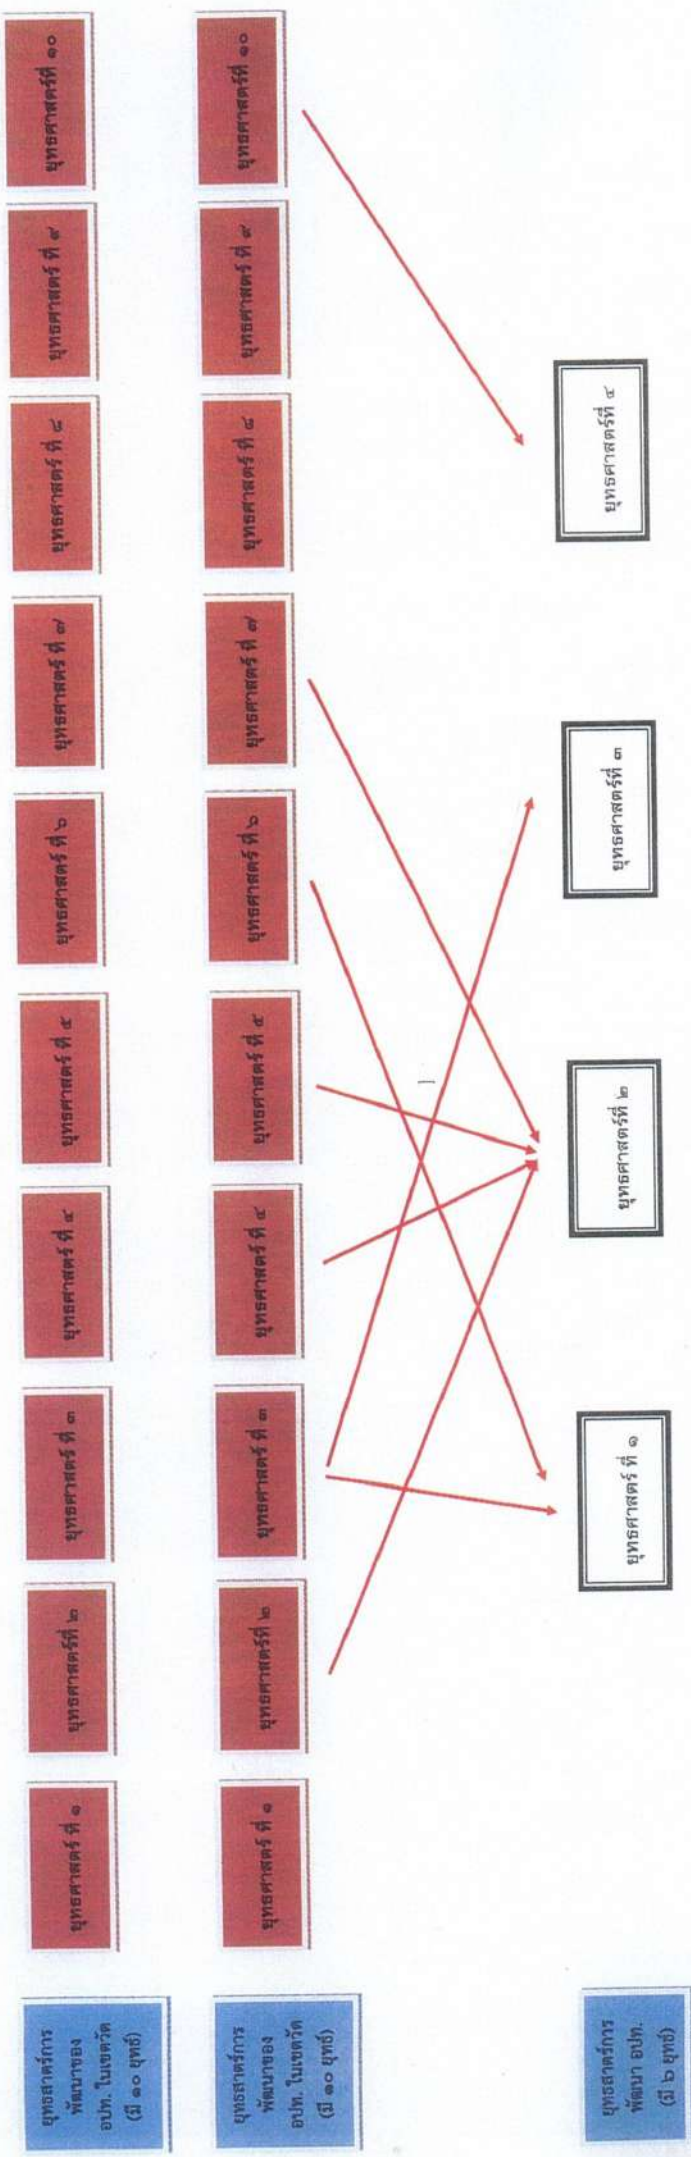 ยุทธสาตร์การ
พัฒนาของ
อปท. ในเขตวัด
(มี ๑๐ ยุทธ์)
ยุทธศาสตร์ ที่ ๑
ยุทธศาสตร์ที่ ๒
ยุทธศาสตร์ ที่ ๓
ยุทธศาสตร์ ที่ ๔
ยุทธศาสตร์ ที่ ๕
ยุทธศาสตร์ ที่ ๖
ยุทธศาสตร์ ที่ ๗
ยุทธศาสตร์ ที่ ๘
ยุทธศาสตร์ ที่ ๙
ยุทธศาสตร์ที่ ๑๐
ยุทธสาตร์การ
พัฒนาของ
อปท. ในเขตวัด
(มี ๑๐ ยุทธ์)
ยุทธศาสตร์ ที่ ๑
ยุทธศาสตร์ที่ ๒
ยุทธศาสตร์ ที่ ๓
ยุทธศาสตร์ ที่ ๔
ยุทธศาสตร์ ที่ ๕
ยุทธศาสตร์ ที่ ๖
ยุทธศาสตร์ ที่ ๗
ยุทธศาสตร์ ที่ ๘
ยุทธศาสตร์ ที่ ๙
ยุทธศาสตร์ที่ ๑๐
ยุทธสาตร์การ
พัฒนา อปท.
(มี ๖ ยุทธ์)
ยุทธศาสตร์ ที่ ๑
ยุทธศาสตร์ที่ ๒
ยุทธศาสตร์ที่ ๓
ยุทธศาสตร์ที่ ๔